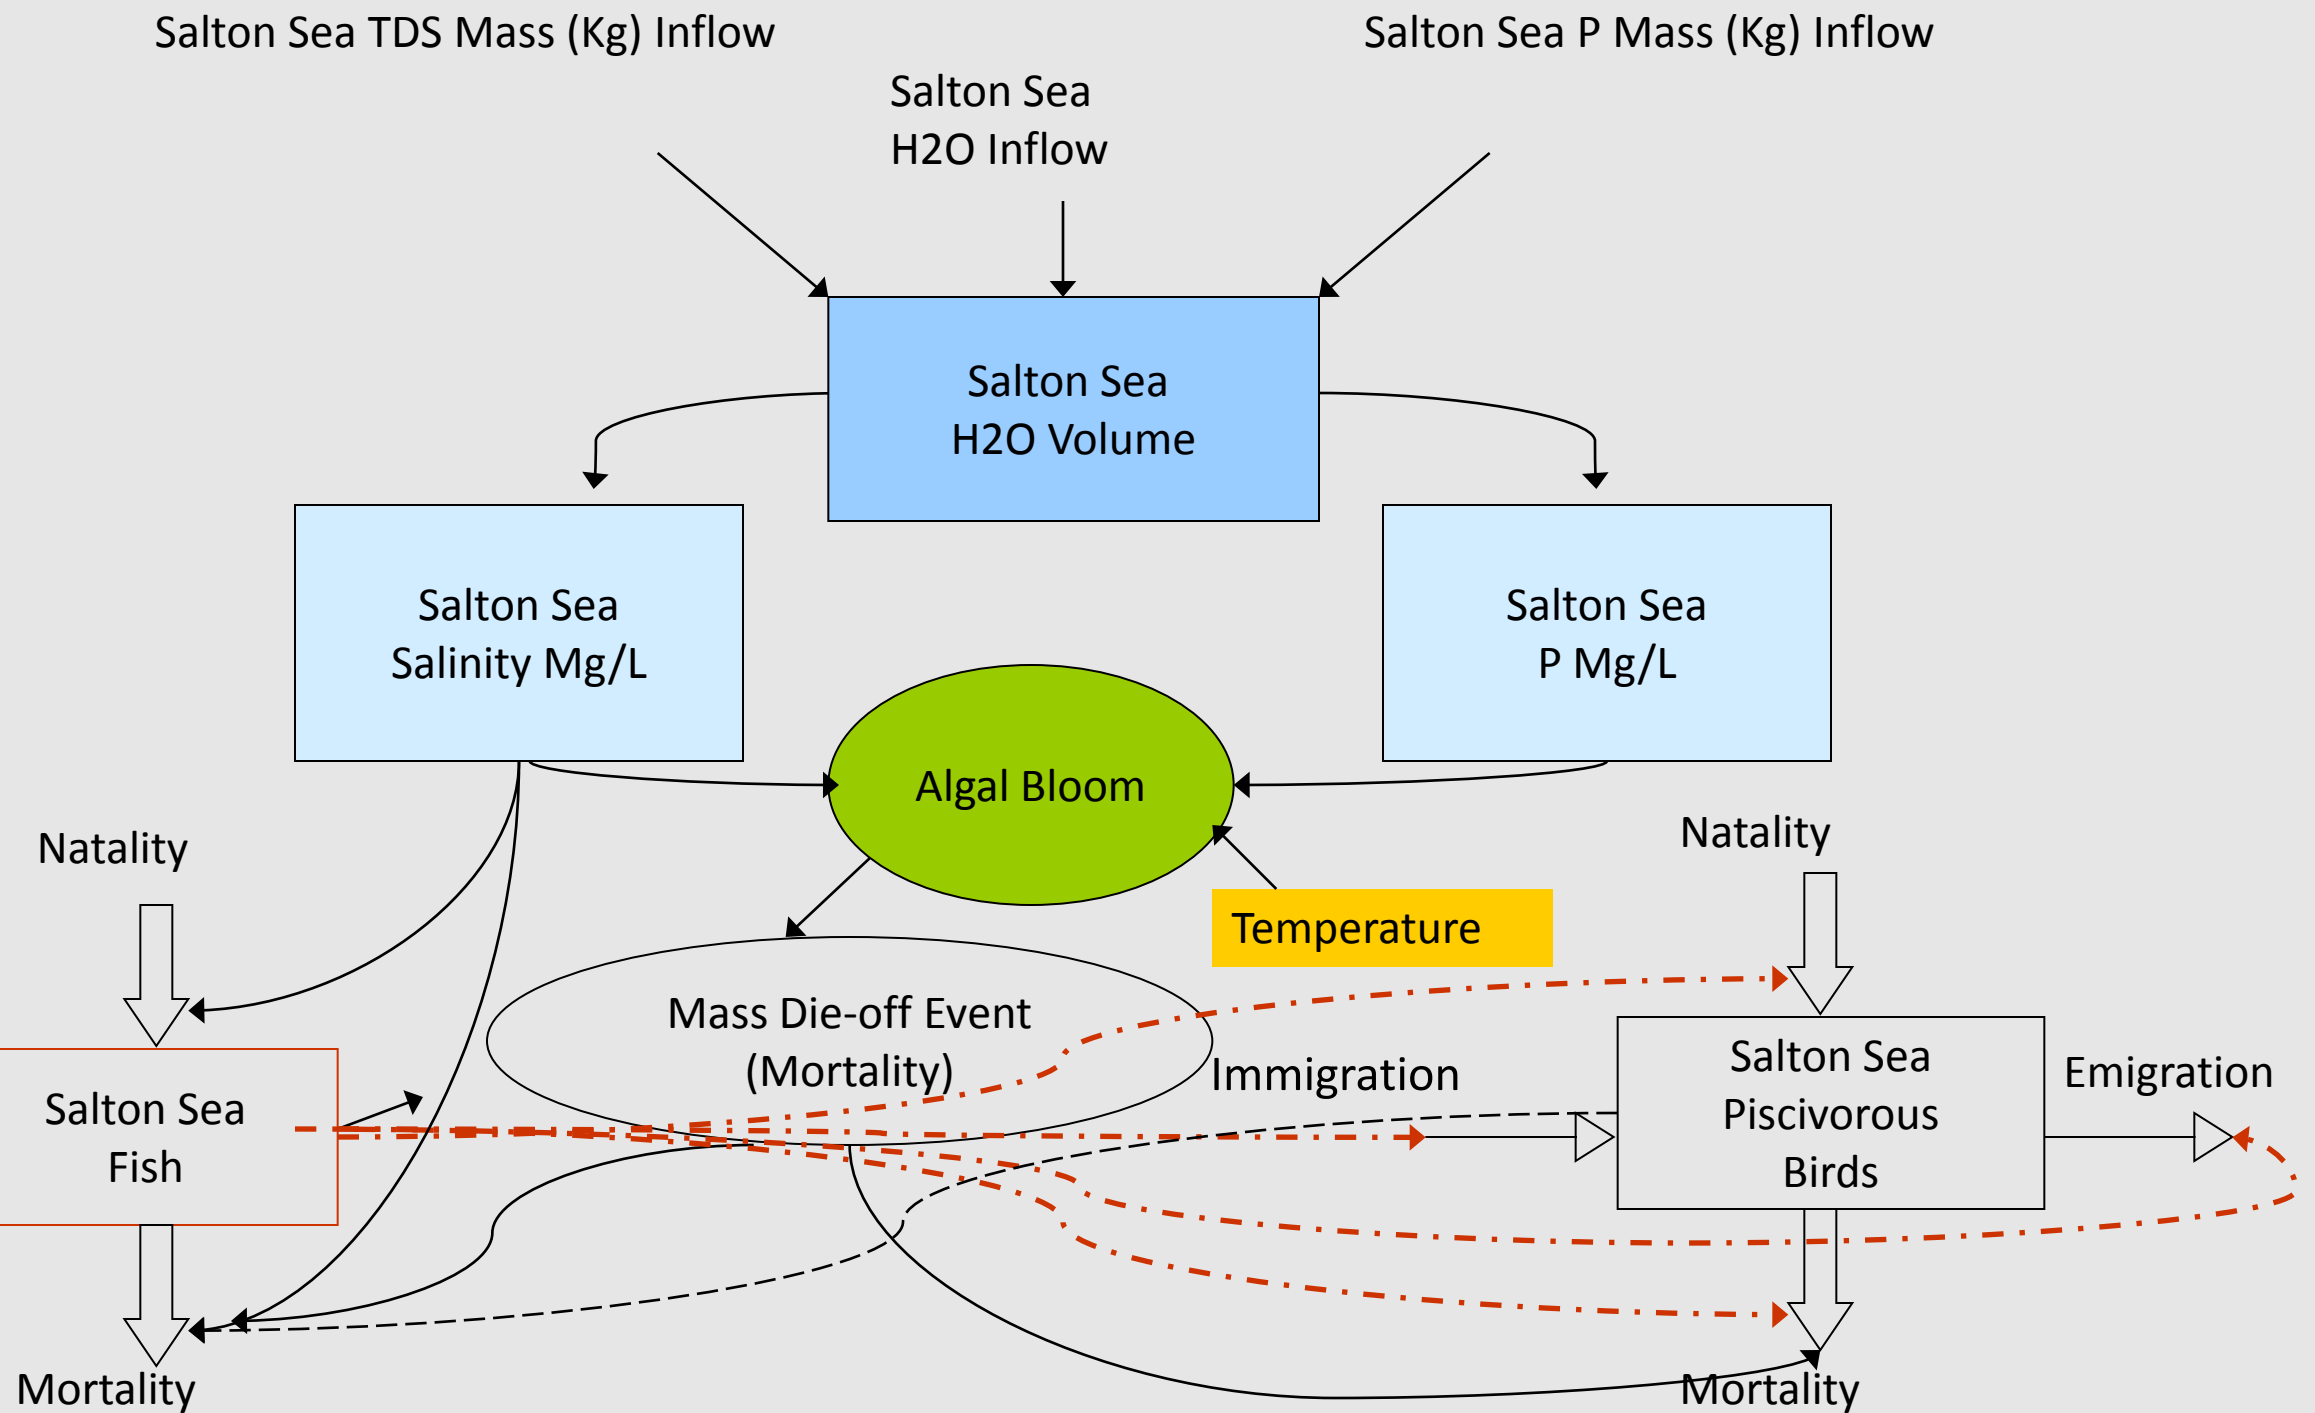 Salton Sea TDS Mass (Kg) Inflow
Salton Sea P Mass (Kg) Inflow
Salton Sea
H2O Inflow
Salton Sea
H2O Volume
Salton Sea
Salinity Mg/L
Salton Sea
P Mg/L
Algal Bloom
Natality
Natality
Temperature
Mass Die-off Event
(Mortality)
Immigration
Salton Sea
Piscivorous
Birds
Emigration
Salton Sea
Fish
Mortality
Mortality